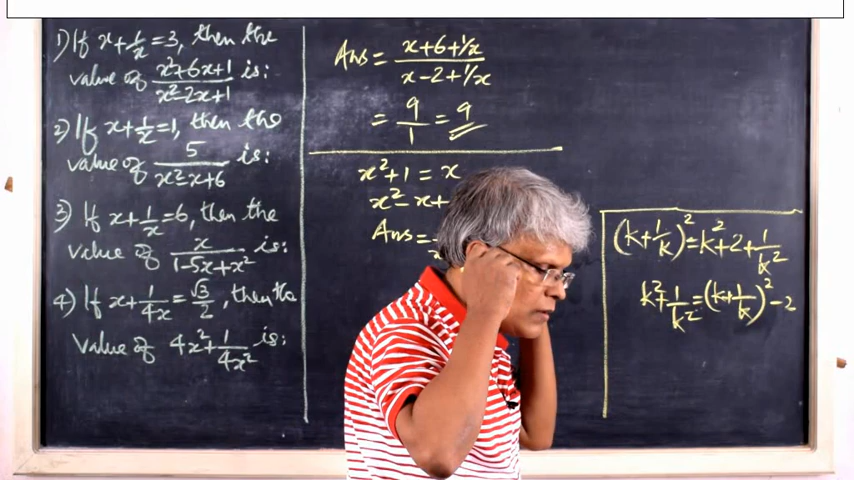 1) If x+1/x=3, then the
value of x²+6x+1/x²-2x+1 is:
2) If x+1/x=1, then the
value of 5/x²-x+6 is:
3) If x+1/x=6, then the
value of x/1-5x+x² is:
4) If x+1/4x=√3/2, then the
value of 4x²+1/4x² is:
Ans = x+6+1/x / x-2+1/x
= 9/1 = 9
x²+1 = x
x²-x+
Ans=
(k+1/k)²=k²+2+1/k²
k²+1/k²=(k+1/k)²-2